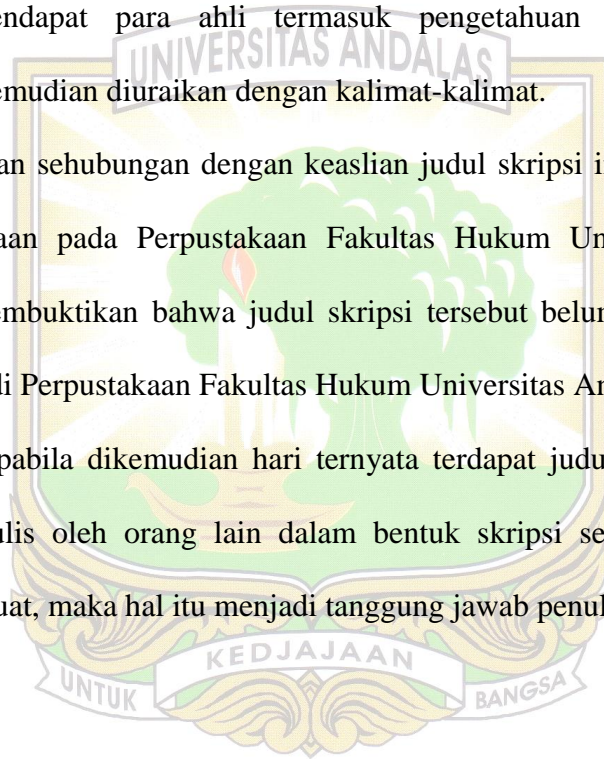 endapat para ahli termasuk pengetahuan
UNIVERSITAS ANDALAS
emudian diuraikan dengan kalimat-kalimat.
an sehubungan dengan keaslian judul skripsi i
aan pada Perpustakaan Fakultas Hukum Un
embuktikan bahwa judul skripsi tersebut belu
di Perpustakaan Fakultas Hukum Universitas A
pabila dikemudian hari ternyata terdapat judu
ulis oleh orang lain dalam bentuk skripsi se
uat, maka hal itu menjadi tanggung jawab penul
UNTUK KEDJAJAAN BANGSA